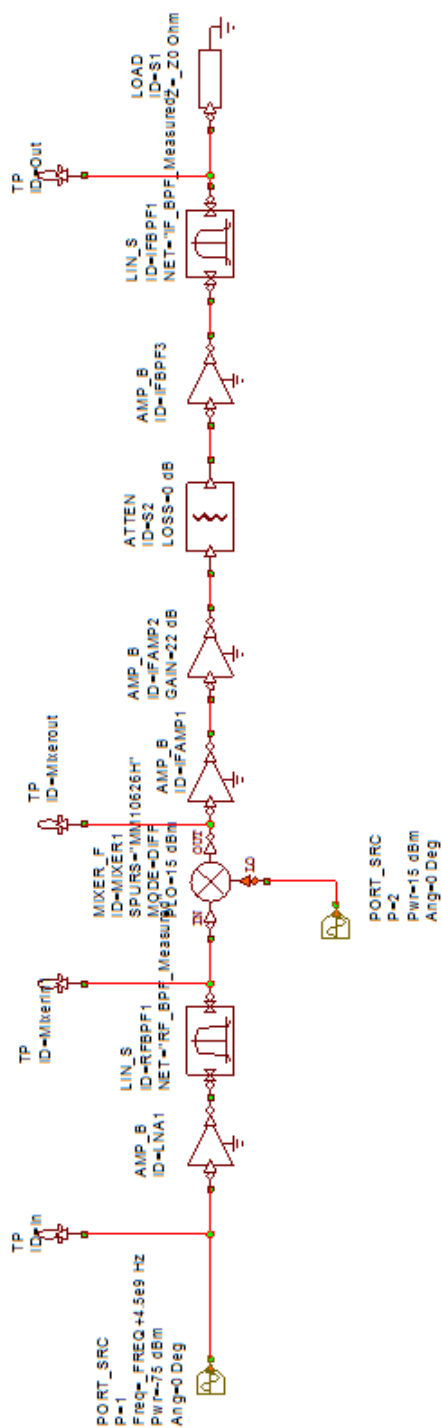 PORT_SRC
P=1
Freq=_FREQ+4.5e9 Hz
Pwr=-75 dBm
Ang=0 Deg
TP
ID=In
AMP_B
ID=LNA1
LIN_S
ID=RFBPF1
NET="RF_BPF_Measured"
TP
ID=MixerIn
MIXER_F
ID=MIXER1
SPURS="MM10626H"
MODE=DIFF
PLO=15 dBm
IN
OUT
LO
PORT_SRC
P=2
Pwr=15 dBm
Ang=0 Deg
TP
ID=Mixerout
AMP_B
ID=IFAMP1
AMP_B
ID=IFAMP2
GAIN=22 dB
ATTEN
ID=S2
LOSS=0 dB
AMP_B
ID=IFBPF3
LIN_S
ID=IFBPF1
NET="IF_BPF_Measured"
TP
ID=Out
LOAD
ID=S1
Z=_Z0 Ohm